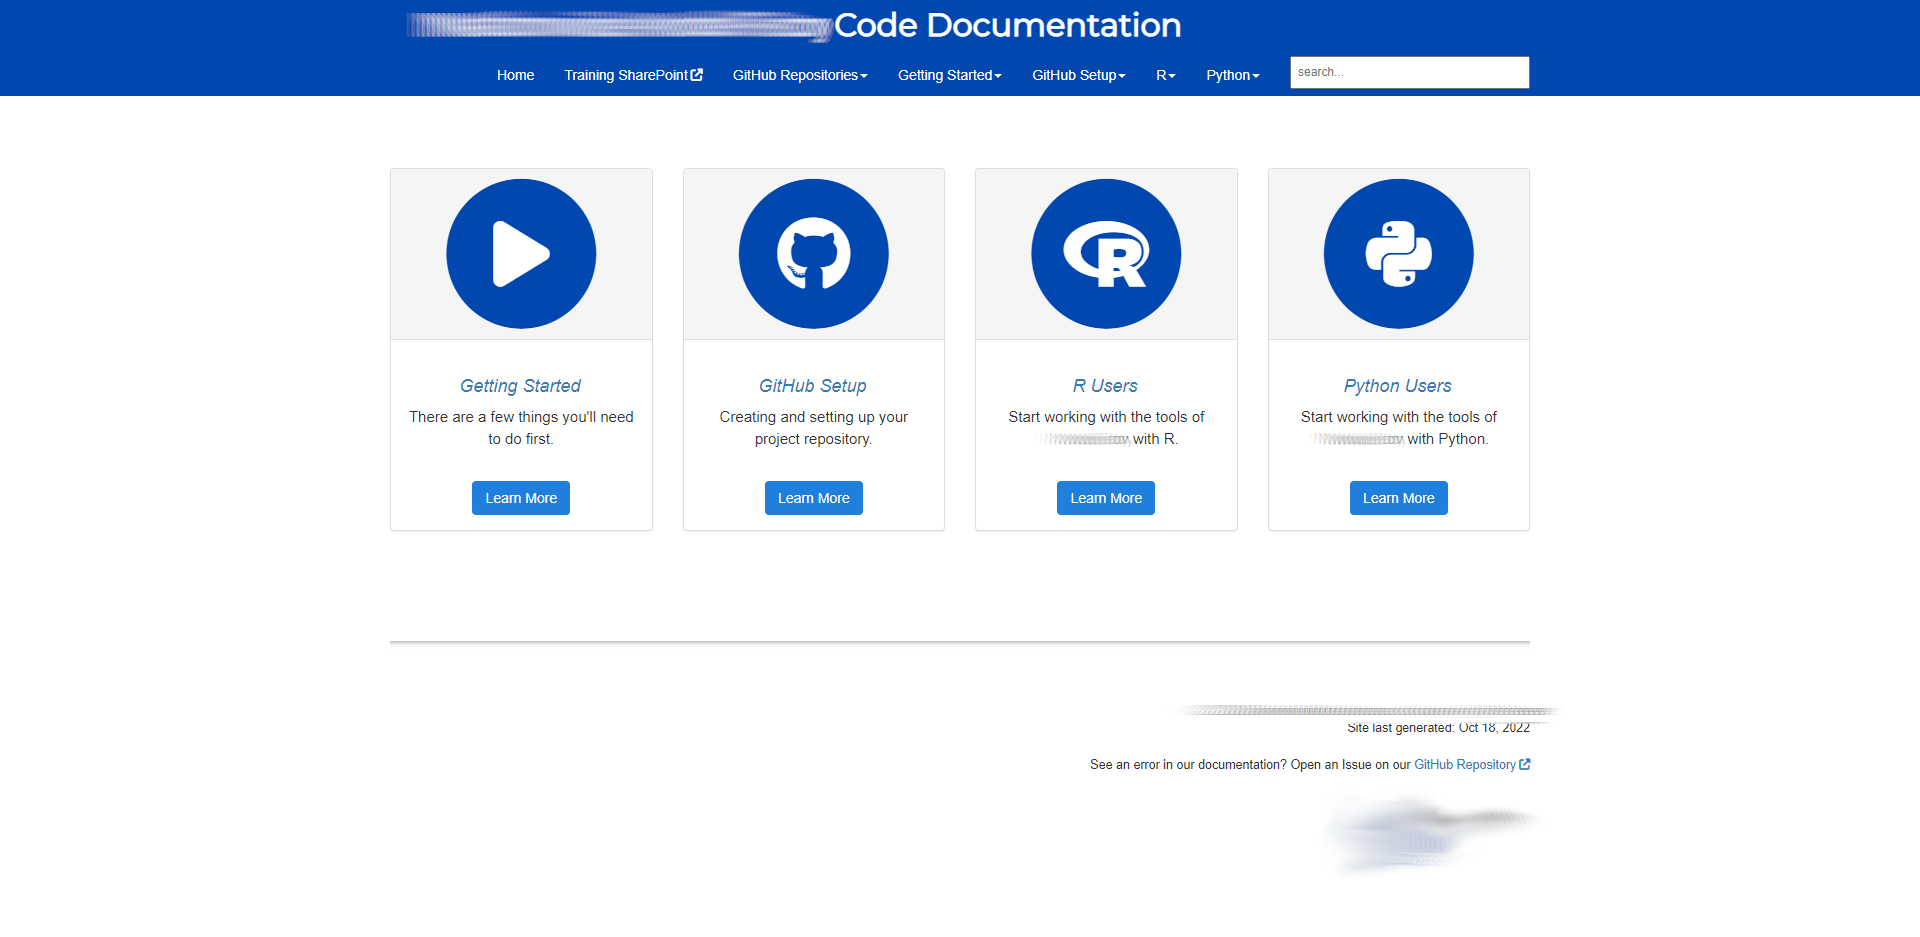 Code Documentation
Home Training SharePoint GitHub Repositories Getting Started GitHub Setup R Python search...
Getting Started
There are a few things you'll need
to do first.
Learn More
GitHub Setup
Creating and setting up your
project repository.
Learn More
R Users
Start working with the tools of
with R.
Learn More
Python Users
Start working with the tools of
with Python.
Learn More
Site last generated: Oct 18, 2022
See an error in our documentation? Open an Issue on our GitHub Repository